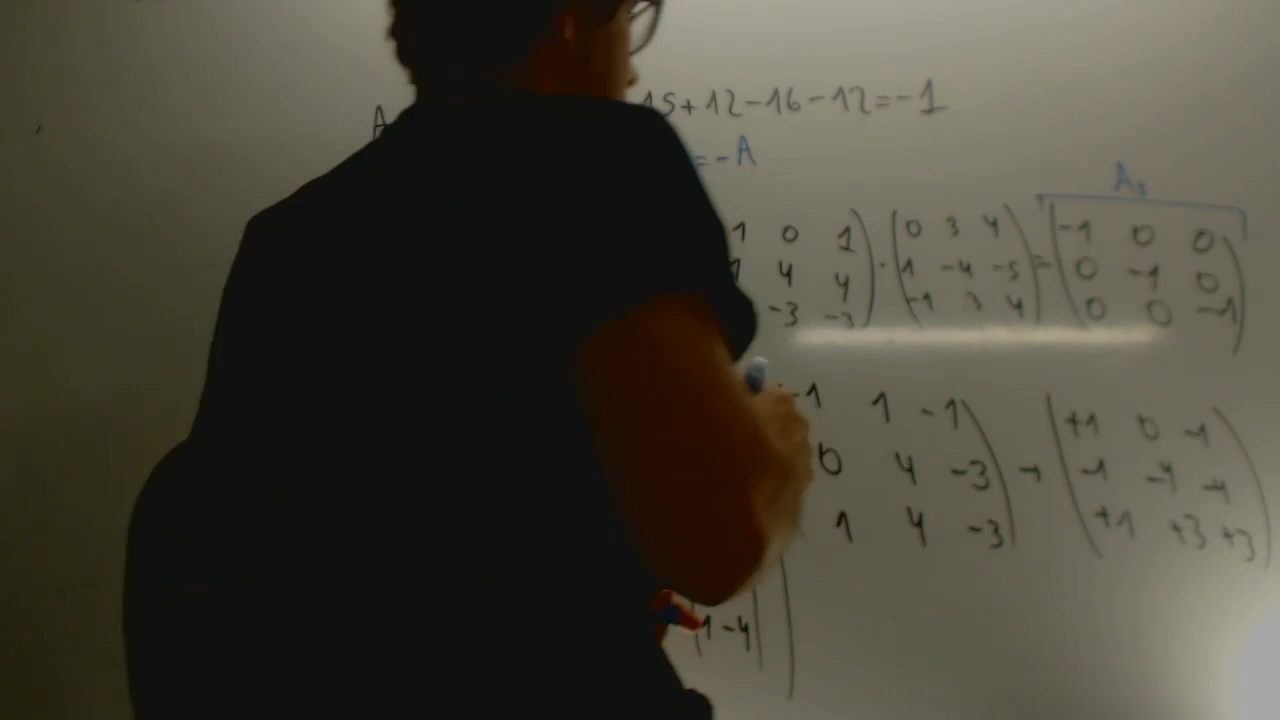 A
15+12-16-12=-1
=-A
A₃
1 0 1) · (0 3 4) = (-1 0 0)
1 4 4) (1 -4 -5) (0 -1 0)
-3 -3) (-1 3 4) (0 0 -1)
-1 1 -1) → (+1 0 -1)
0 4 -3) (-1 -4 -4)
1 4 -3) (+1 +3 +3)
|1 -4|